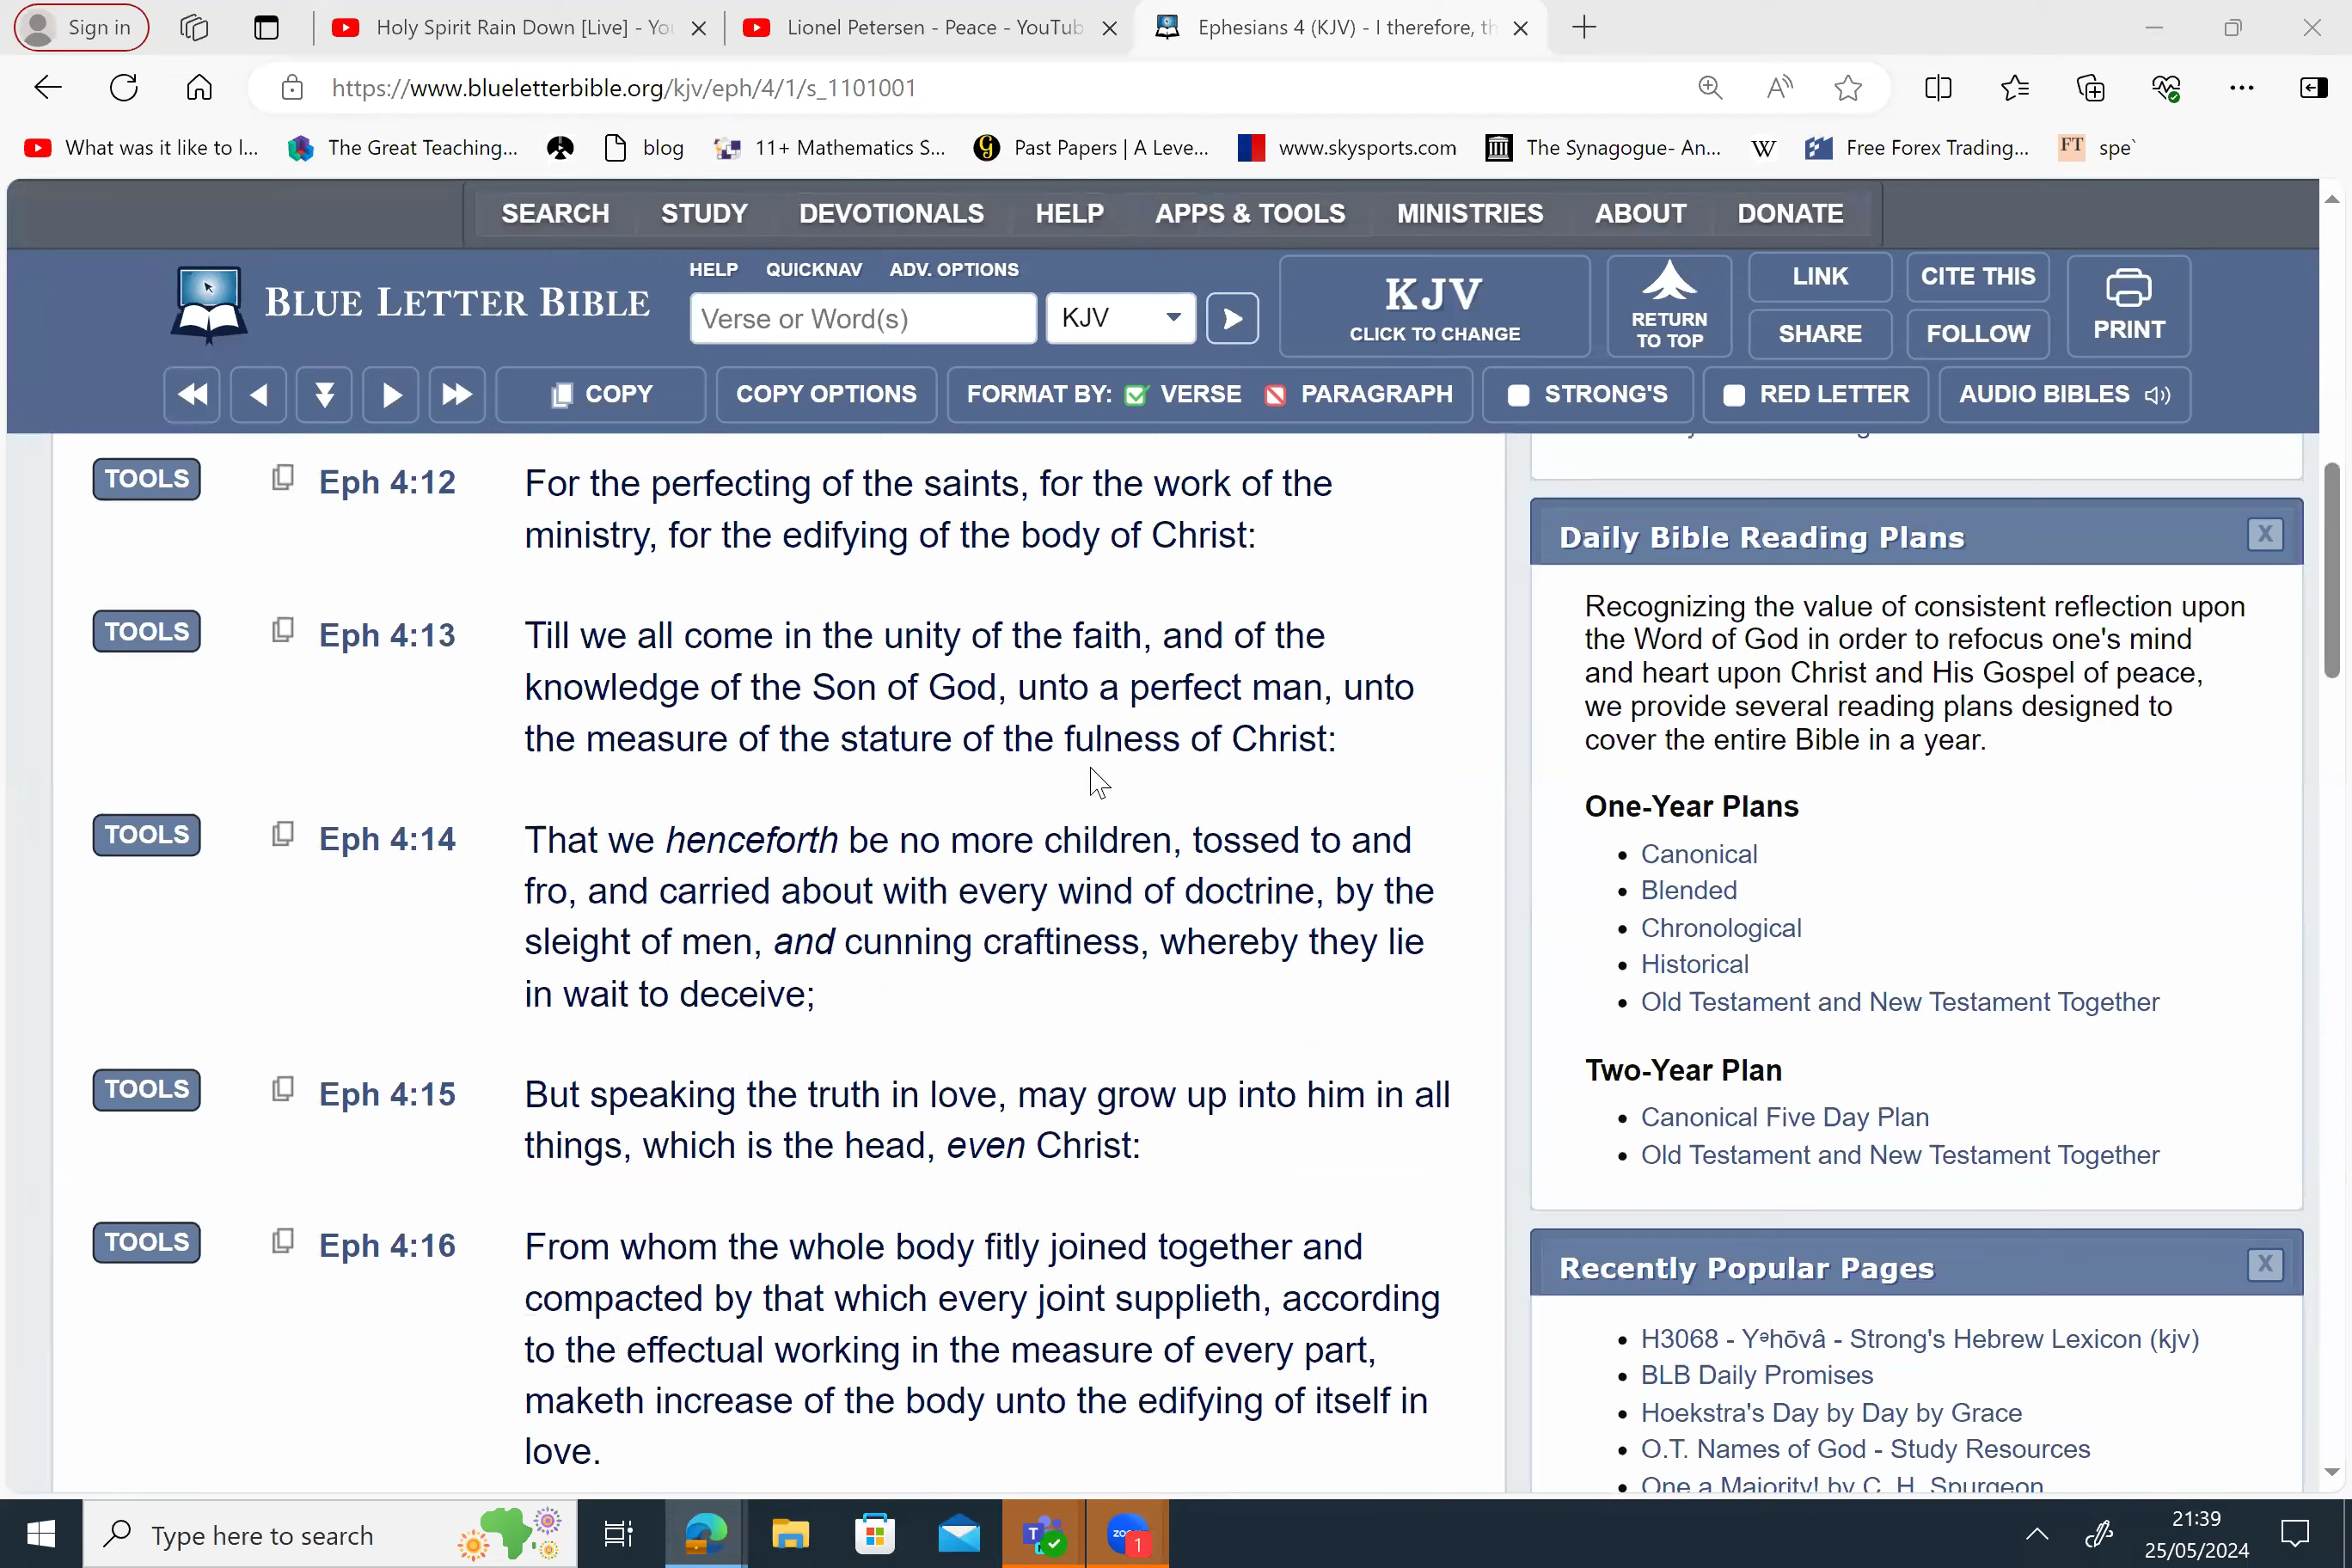 Sign in
Holy Spirit Rain Down [Live] - Yo
Lionel Petersen - Peace - YouTub
Ephesians 4 (KJV) - I therefore, th
https://www.blueletterbible.org/kjv/eph/4/1/s_1101001
What was it like to l...
The Great Teaching...
blog
11+ Mathematics S...
Past Papers | A Leve...
www.skysports.com
The Synagogue- An...
W
Free Forex Trading...
FT spe`
SEARCH STUDY DEVOTIONALS HELP APPS & TOOLS MINISTRIES ABOUT DONATE
BLUE LETTER BIBLE
HELP QUICKNAV ADV. OPTIONS
Verse or Word(s)
KJV
KJV
CLICK TO CHANGE
RETURN
TO TOP
LINK
CITE THIS
SHARE
FOLLOW
PRINT
COPY
COPY OPTIONS
FORMAT BY: VERSE PARAGRAPH
STRONG'S
RED LETTER
AUDIO BIBLES
TOOLS Eph 4:12 For the perfecting of the saints, for the work of the
ministry, for the edifying of the body of Christ:
TOOLS Eph 4:13 Till we all come in the unity of the faith, and of the
knowledge of the Son of God, unto a perfect man, unto
the measure of the stature of the fulness of Christ:
TOOLS Eph 4:14 That we henceforth be no more children, tossed to and
fro, and carried about with every wind of doctrine, by the
sleight of men, and cunning craftiness, whereby they lie
in wait to deceive;
TOOLS Eph 4:15 But speaking the truth in love, may grow up into him in all
things, which is the head, even Christ:
TOOLS Eph 4:16 From whom the whole body fitly joined together and
compacted by that which every joint supplieth, according
to the effectual working in the measure of every part,
maketh increase of the body unto the edifying of itself in
love.
Daily Bible Reading Plans
X
Recognizing the value of consistent reflection upon
the Word of God in order to refocus one's mind
and heart upon Christ and His Gospel of peace,
we provide several reading plans designed to
cover the entire Bible in a year.
One-Year Plans
Canonical
Blended
Chronological
Historical
Old Testament and New Testament Together
Two-Year Plan
Canonical Five Day Plan
Old Testament and New Testament Together
Recently Popular Pages
X
H3068 - Yᵊhōvâ - Strong's Hebrew Lexicon (kjv)
BLB Daily Promises
Hoekstra's Day by Day by Grace
O.T. Names of God - Study Resources
One a Majority! by C. H. Spurgeon
Type here to search
T
zoom
1
21:39
25/05/2024